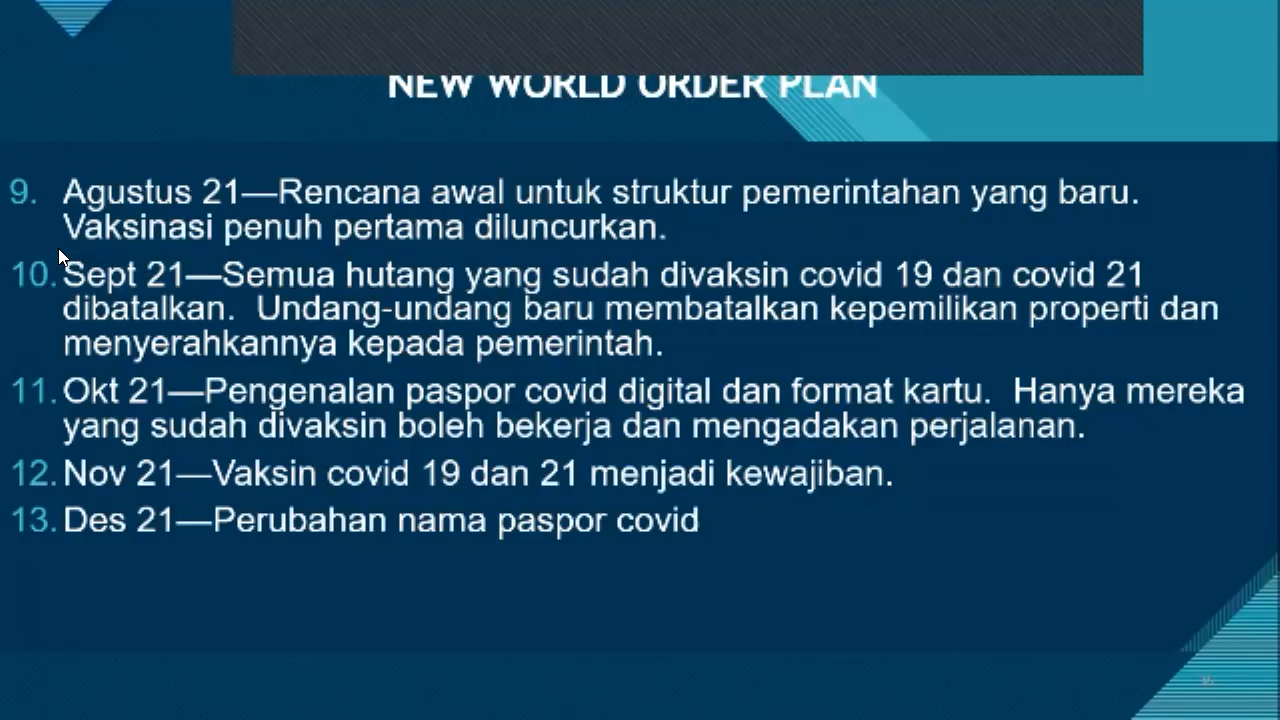 NEW WORLD ORDER PLAN
9. Agustus 21—Rencana awal untuk struktur pemerintahan yang baru.
Vaksinasi penuh pertama diluncurkan.
10. Sept 21—Semua hutang yang sudah divaksin covid 19 dan covid 21
dibatalkan. Undang-undang baru membatalkan kepemilikan properti dan
menyerahkannya kepada pemerintah.
11. Okt 21—Pengenalan paspor covid digital dan format kartu. Hanya mereka
yang sudah divaksin boleh bekerja dan mengadakan perjalanan.
12. Nov 21—Vaksin covid 19 dan 21 menjadi kewajiban.
13. Des 21—Perubahan nama paspor covid